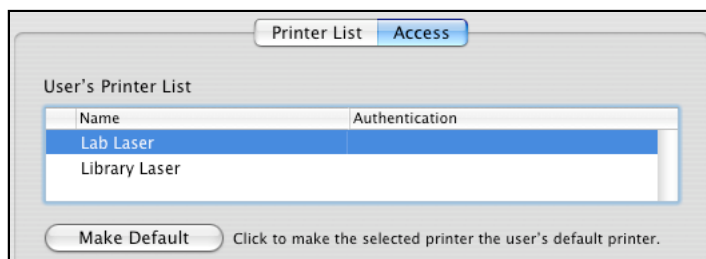 Printer List Access
User's Printer List
Name Authentication
Lab Laser
Library Laser
Make Default Click to make the selected printer the user's default printer.